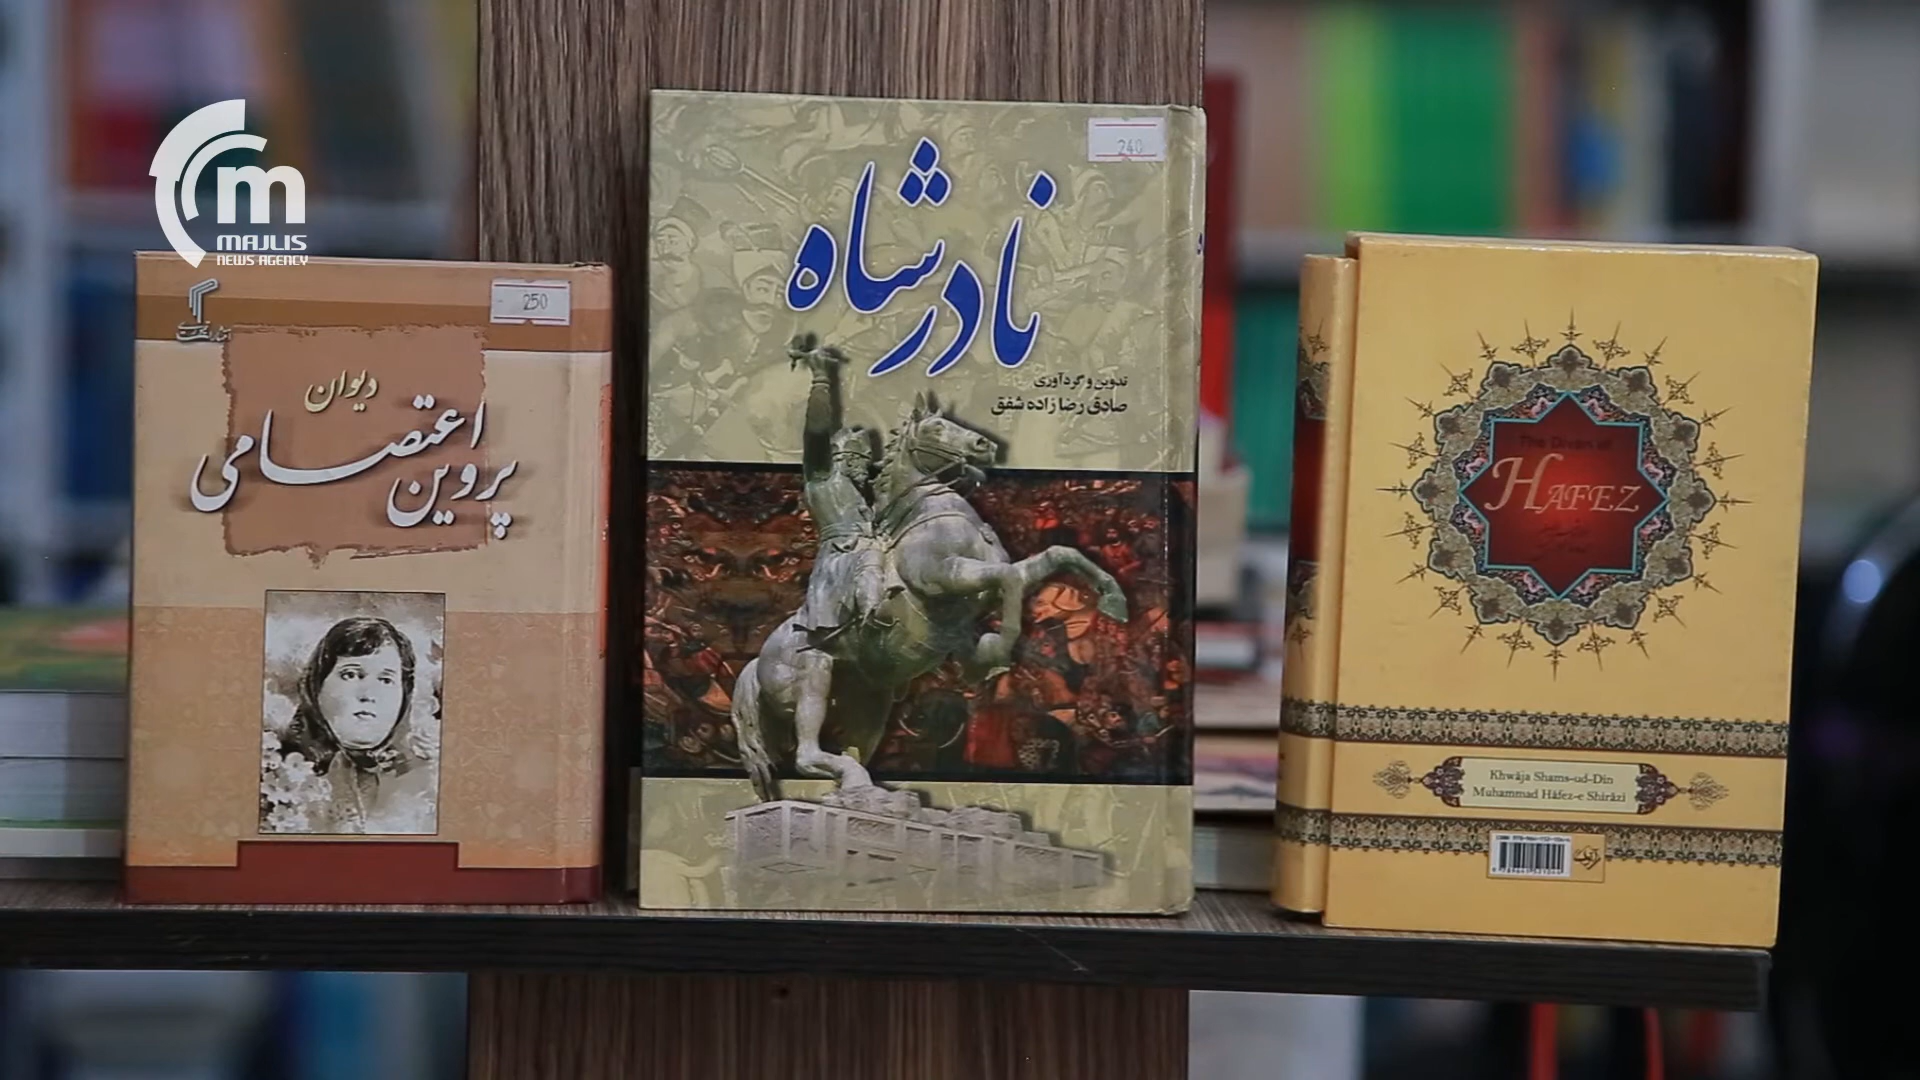 m
MAJLIS
NEWS AGENCY
250
دیوان
پروین اعتصامی
240
نادرشاه
تدوین و گردآوری
صادق رضا زاده شفق
The Divan of
HAFEZ
Khwāja Shams-ud-Din
Muhammad Hāfez-e Shirāzi